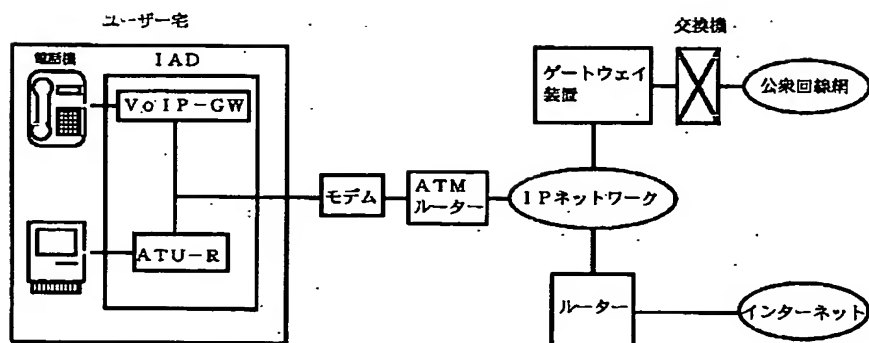 ユーザー宅
交換機
電話機
IAD
VoIP-GW
ゲートウェイ
装置
公衆回線網
モデム
ATM
ルーター
IPネットワーク
ATU-R
ルーター
インターネット